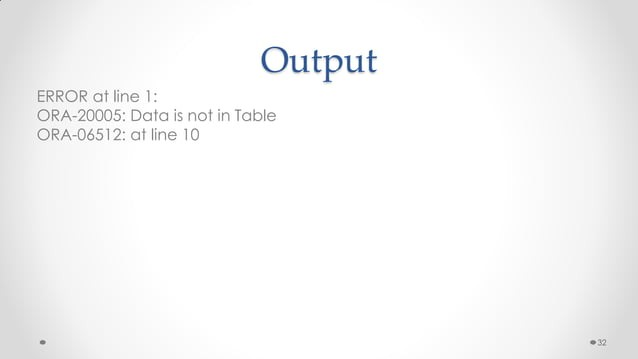 Output
ERROR at line 1:
ORA-20005: Data is not in Table
ORA-06512: at line 10
32